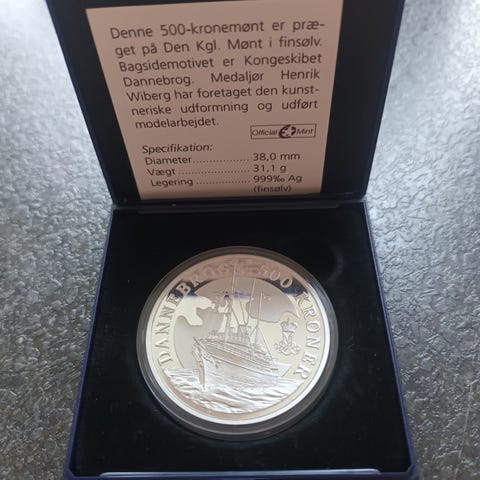 Denne 500-kronemønt er præ-
get på Den Kgl. Mønt i finsølv.
Bagsidemotivet er Kongeskibet
Dannebrog. Medaljør Henrik
Wiberg har foretaget den kunst-
neriske udformning og udført
modelarbejdet.
Official Mint
Specifikation:
Diameter................ 38,0 mm
Vægt...................... 31,1 g
Legering ................. 999‰ Ag
(finsølv)
DANNEBROG 500 KRONER